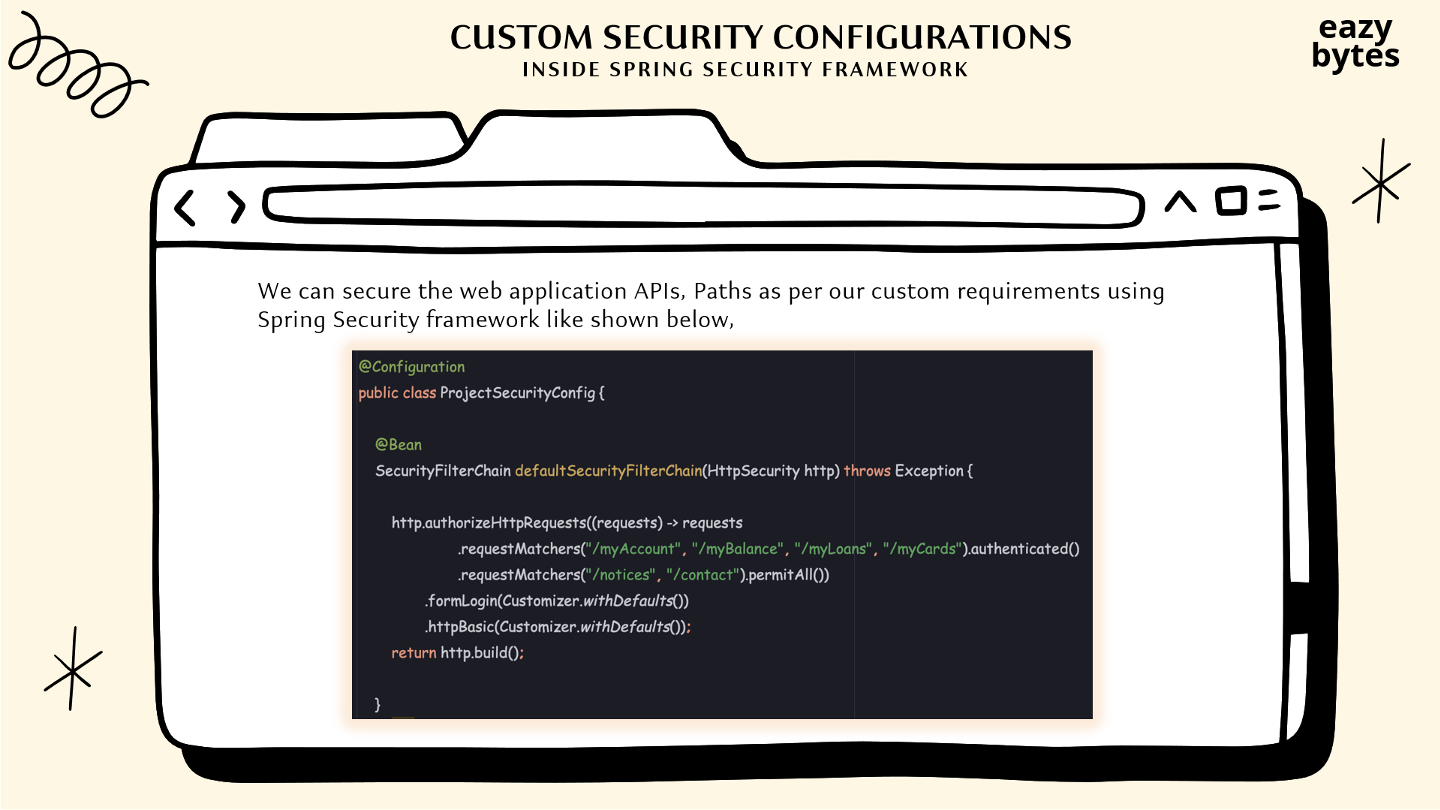 CUSTOM SECURITY CONFIGURATIONS
INSIDE SPRING SECURITY FRAMEWORK
eazy
bytes
We can secure the web application APIs, Paths as per our custom requirements using
Spring Security framework like shown below,
@Configuration
public class ProjectSecurityConfig {
@Bean
SecurityFilterChain defaultSecurityFilterChain(HttpSecurity http) throws Exception {
http.authorizeHttpRequests((requests) -> requests
.requestMatchers("/myAccount", "/myBalance", "/myLoans", "/myCards").authenticated()
.requestMatchers("/notices", "/contact").permitAll())
.formLogin(Customizer.withDefaults())
.httpBasic(Customizer.withDefaults());
return http.build();
}